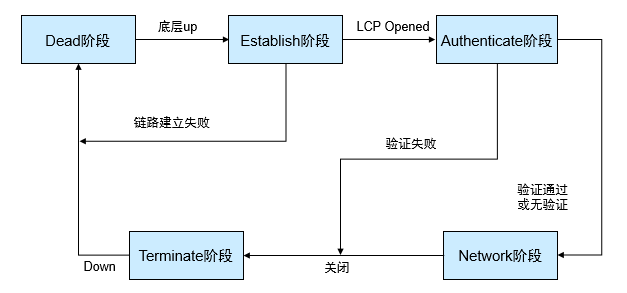 底层up
LCP Opened
Dead阶段
Establish阶段
Authenticate阶段
链路建立失败
验证失败
验证通过
或无验证
Terminate阶段
Network阶段
Down
关闭